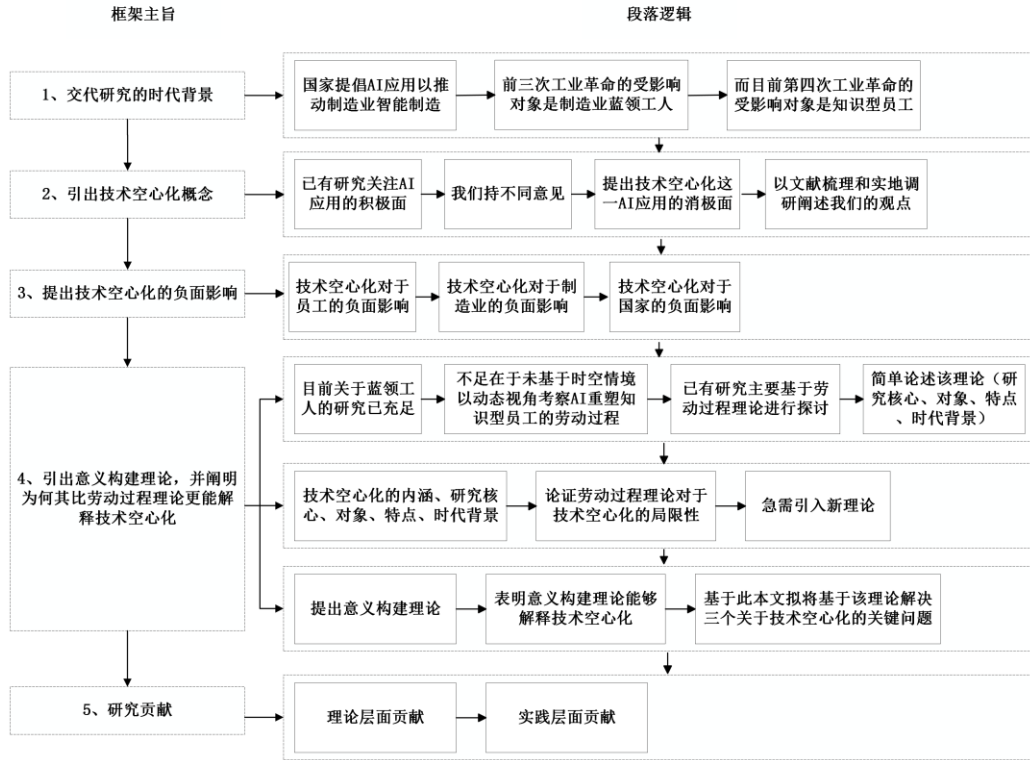 框架主旨
段落逻辑
1、交代研究的时代背景
国家提倡AI应用以推
动制造业智能制造
前三次工业革命的受影响
对象是制造业蓝领工人
而目前第四次工业革命的
受影响对象是知识型员工
2、引出技术空心化概念
已有研究关注AI
应用的积极面
我们持不同意见
提出技术空心化这
一AI应用的消极面
以文献梳理和实地调
研阐述我们的观点
3、提出技术空心化的负面影响
技术空心化对于
员工的负面影响
技术空心化对于制
造业的负面影响
技术空心化对于
国家的负面影响
4、引出意义构建理论，并阐明
为何其比劳动过程理论更能解
释技术空心化
目前关于蓝领工
人的研究已充足
不足在于未基于时空情境
以动态视角考察AI重塑知
识型员工的劳动过程
已有研究主要基于劳
动过程理论进行探讨
简单论述该理论（研
究核心、对象、特点
、时代背景）
技术空心化的内涵、研究核
心、对象、特点、时代背景
论证劳动过程理论对于
技术空心化的局限性
急需引入新理论
提出意义构建理论
表明意义构建理论能够
解释技术空心化
基于此本文拟将基于该理论解决
三个关于技术空心化的关键问题
5、研究贡献
理论层面贡献
实践层面贡献